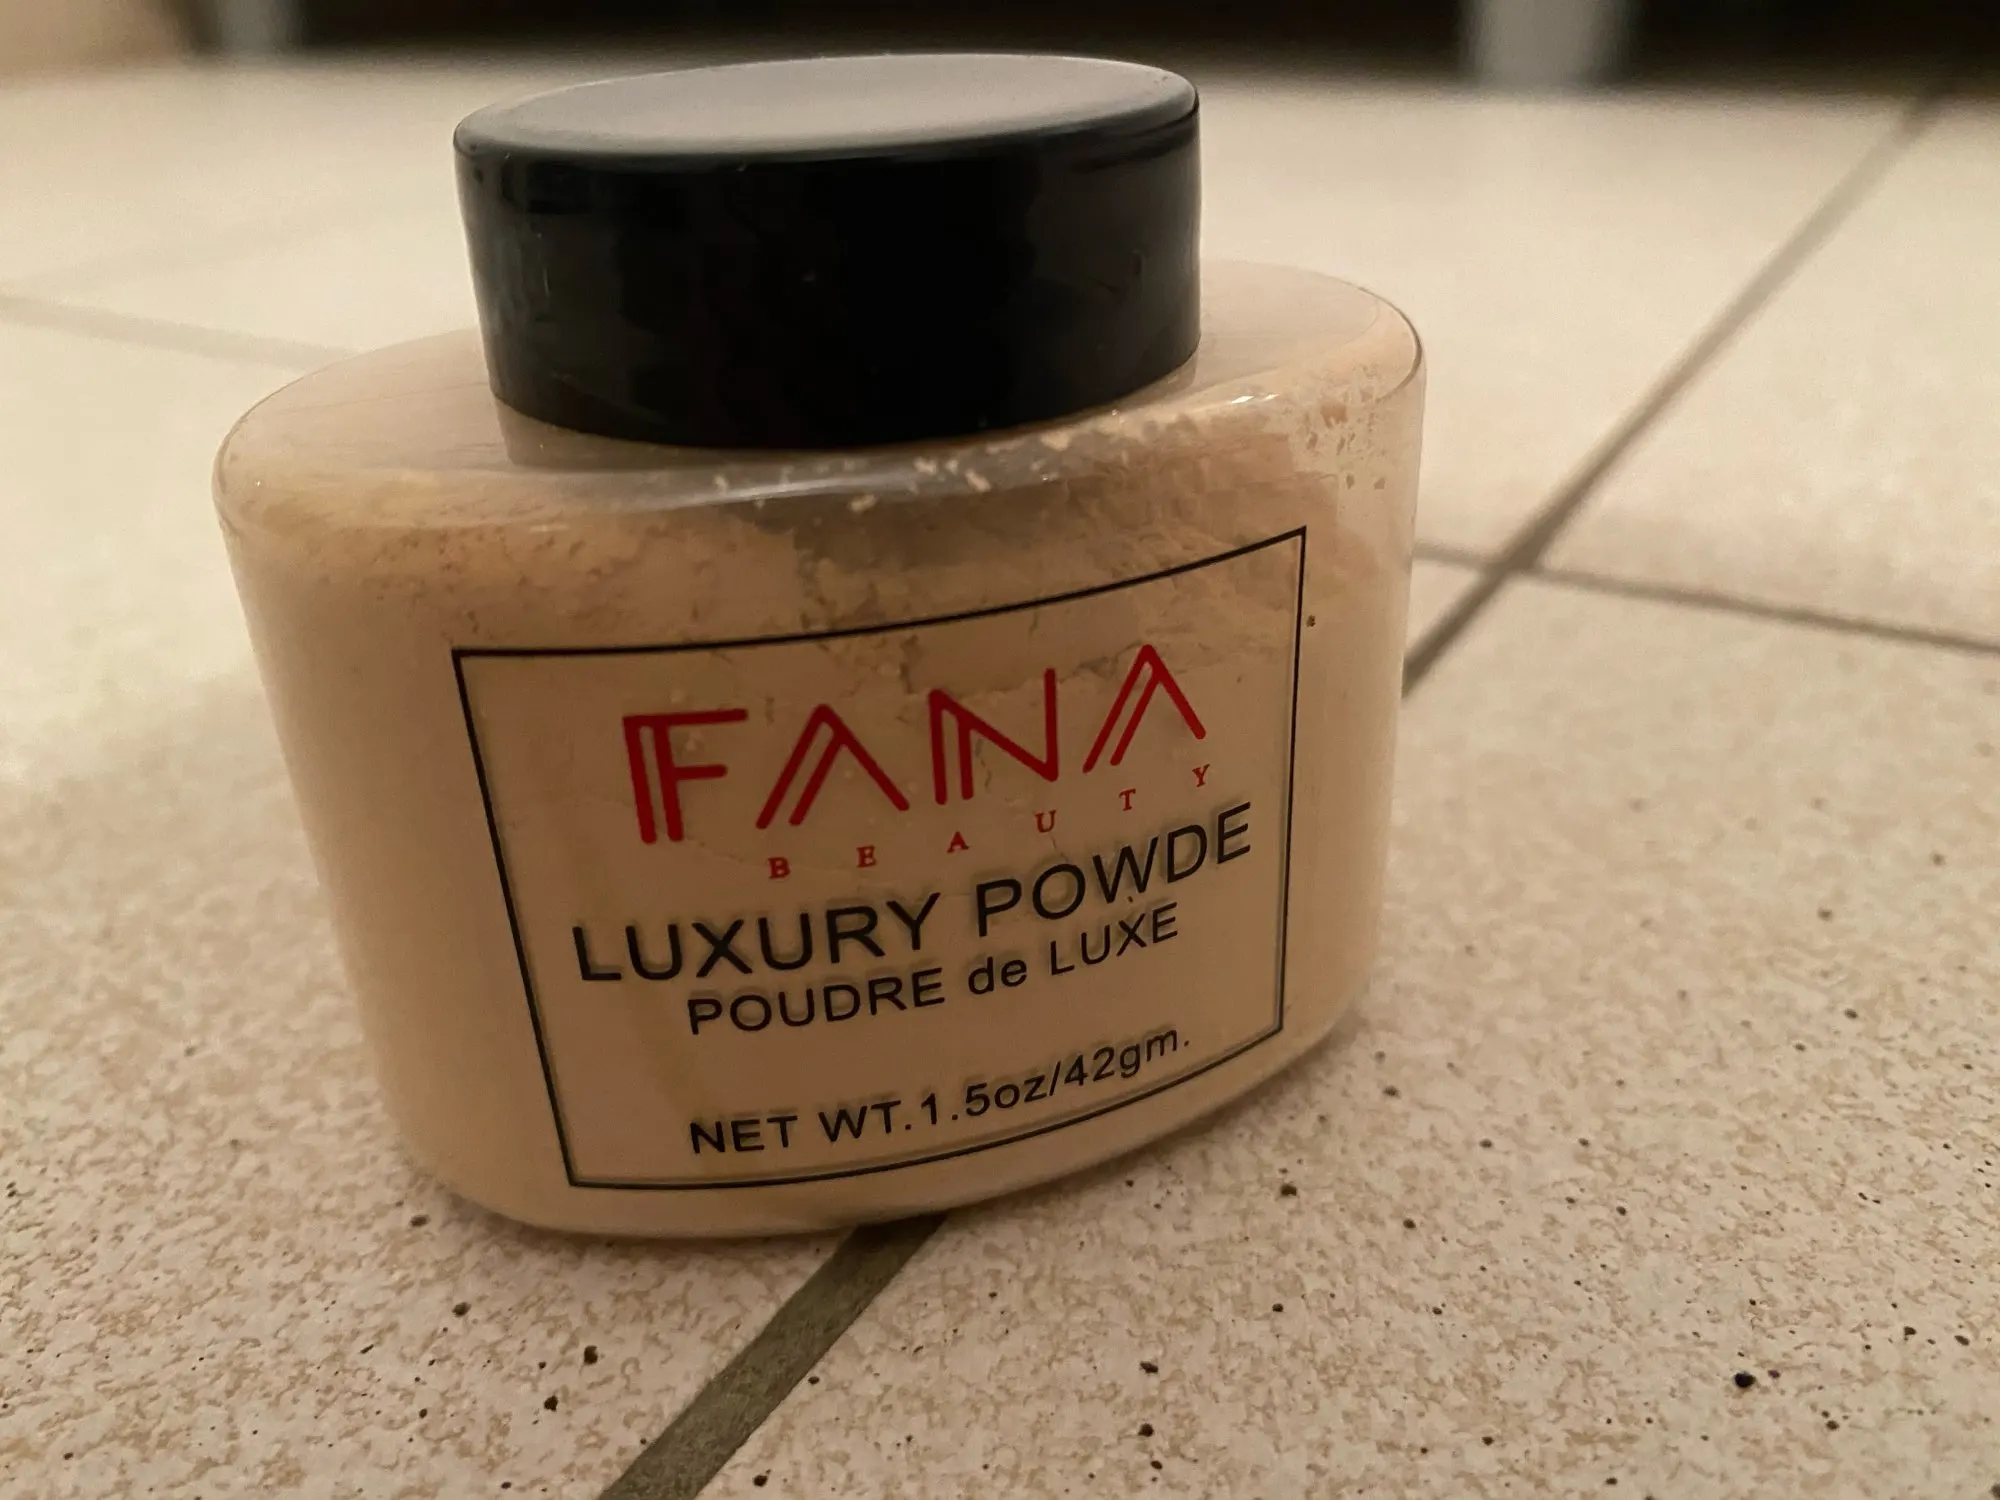 FANA
BEAUTY
LUXURY POWDE
POUDRE de LUXE
NET WT.1.5oz/42gm.